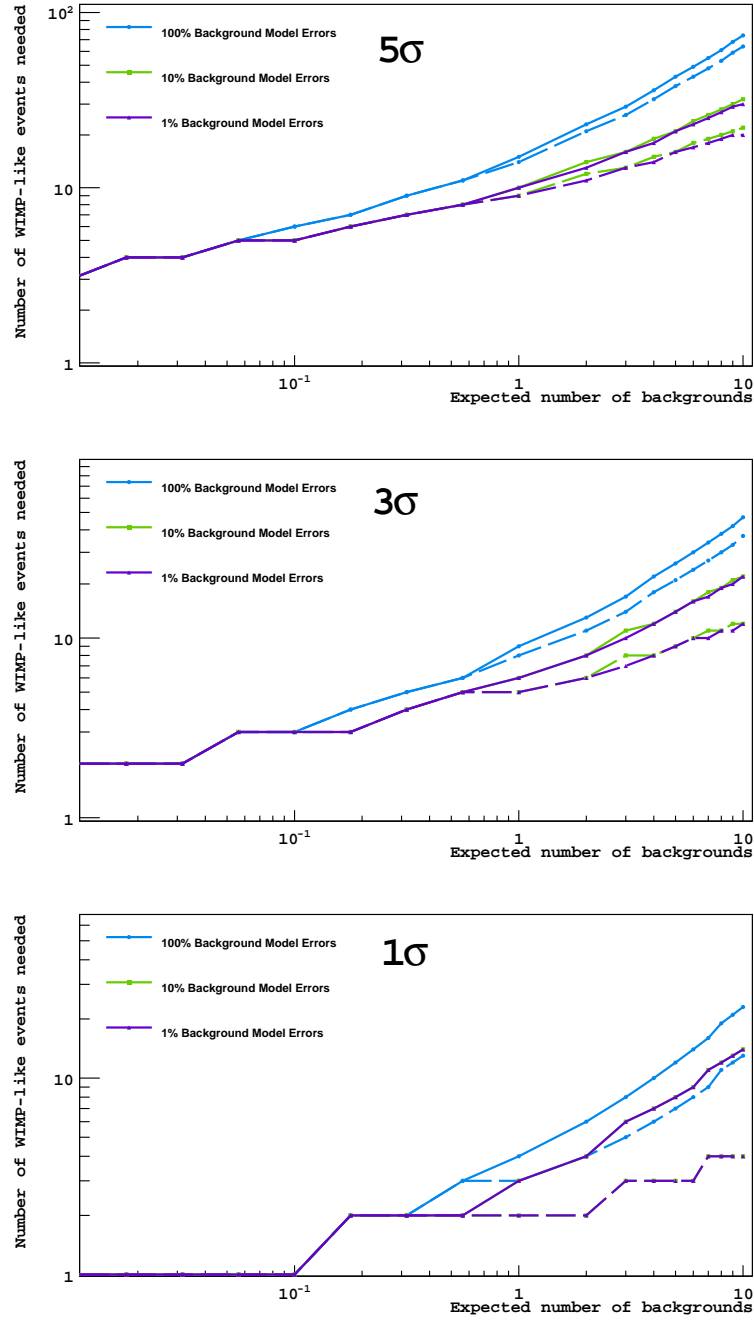 Number of WIMP-like events needed
10²
10
1
5σ
100% Background Model Errors
10% Background Model Errors
1% Background Model Errors
10⁻¹
1
10
Expected number of backgrounds
Number of WIMP-like events needed
10
1
3σ
100% Background Model Errors
10% Background Model Errors
1% Background Model Errors
10⁻¹
1
10
Expected number of backgrounds
Number of WIMP-like events needed
10
1
1σ
100% Background Model Errors
10% Background Model Errors
1% Background Model Errors
10⁻¹
1
10
Expected number of backgrounds